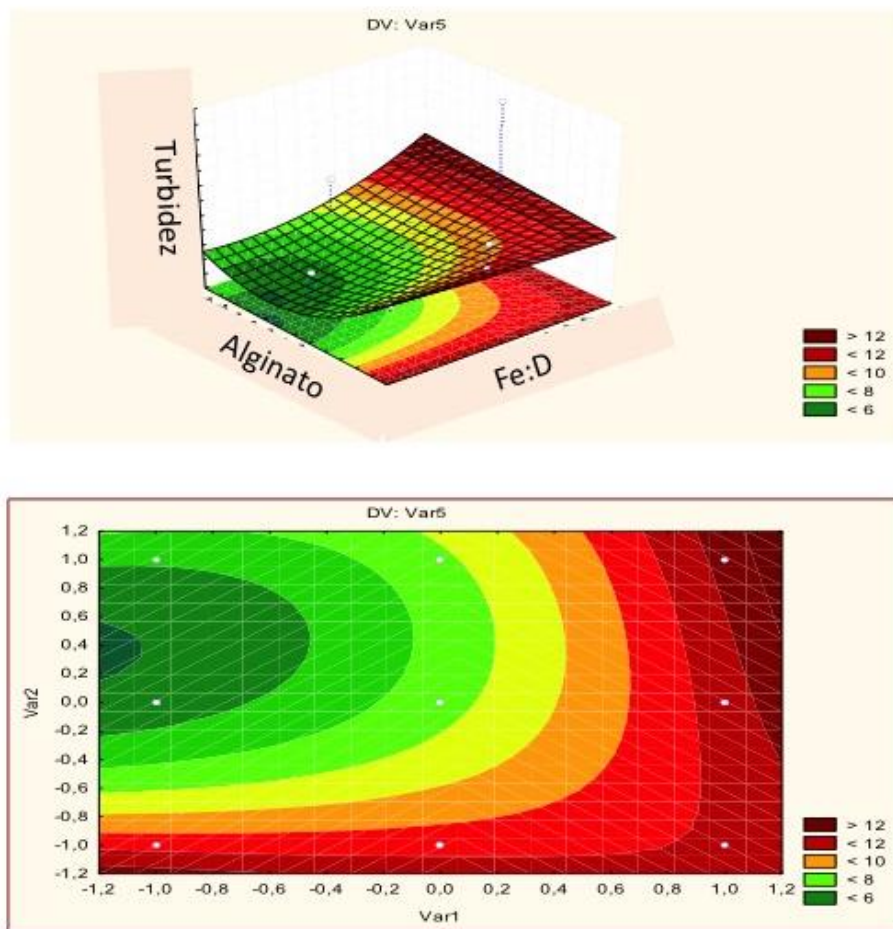 DV: Var5
Turbidez
Alginato
Fe:D
> 12
< 12
< 10
< 8
< 6
DV: Var5
1,2
1,0
0,8
0,6
0,4
0,2
0,0
-0,2
-0,4
-0,6
-0,8
-1,0
-1,2
Var2
-1,2 -1,0 -0,8 -0,6 -0,4 -0,2 0,0 0,2 0,4 0,6 0,8 1,0 1,2
Var1
> 12
< 12
< 10
< 8
< 6